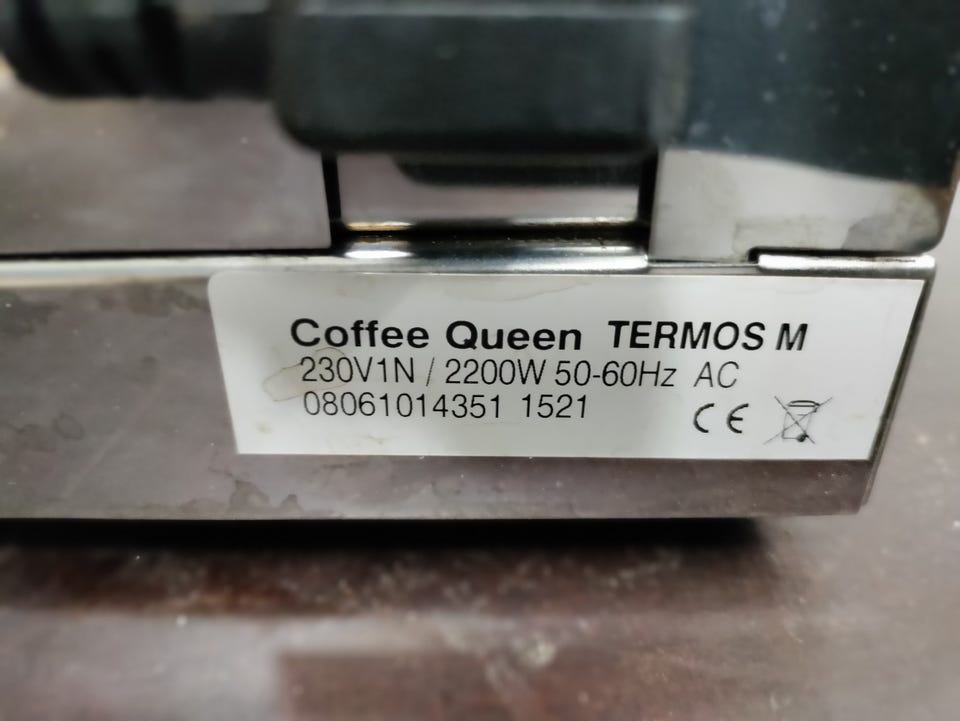 Coffee Queen TERMOS M
230V1N / 2200W 50-60Hz AC
08061014351 1521
CE